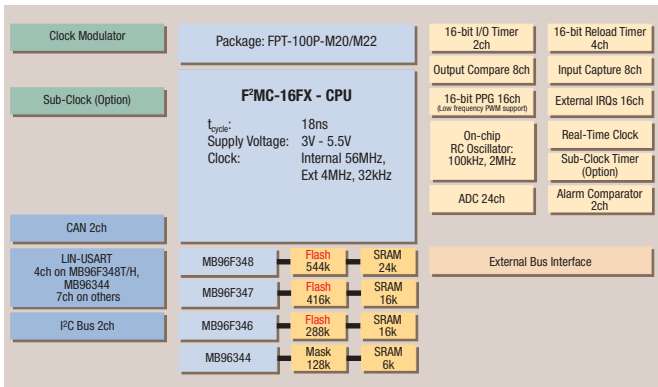 Clock Modulator
Sub-Clock (Option)
CAN 2ch
LIN-USART
4ch on MB96F348T/H,
MB96344
7ch on others
I²C Bus 2ch
Package: FPT-100P-M20/M22
F²MC-16FX - CPU
tcycle: 18ns
Supply Voltage: 3V - 5.5V
Clock: Internal 56MHz,
Ext 4MHz, 32kHz
MB96F348
Flash
544k
SRAM
24k
MB96F347
Flash
416k
SRAM
16k
MB96F346
Flash
288k
SRAM
16k
MB96344
Mask
128k
SRAM
6k
16-bit I/O Timer
2ch
16-bit Reload Timer
4ch
Output Compare 8ch
Input Capture 8ch
16-bit PPG 16ch
(Low frequency PWM support)
External IRQs 16ch
On-chip
RC Oscillator:
100kHz, 2MHz
Real-Time Clock
Sub-Clock Timer
(Option)
ADC 24ch
Alarm Comparator
2ch
External Bus Interface